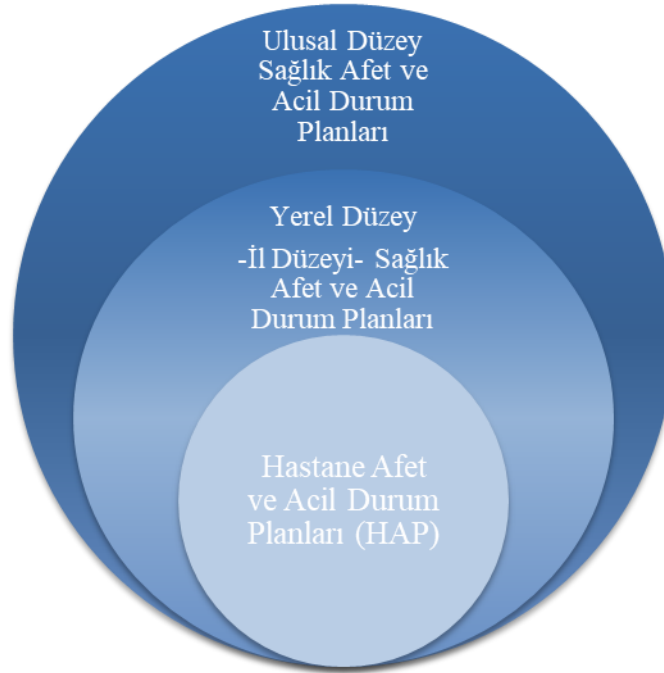 Ulusal Düzey
Sağlık Afet ve
Acil Durum
Planları
Yerel Düzey
-İl Düzeyi- Sağlık
Afet ve Acil
Durum Planları
Hastane Afet
ve Acil Durum
Planları (HAP)